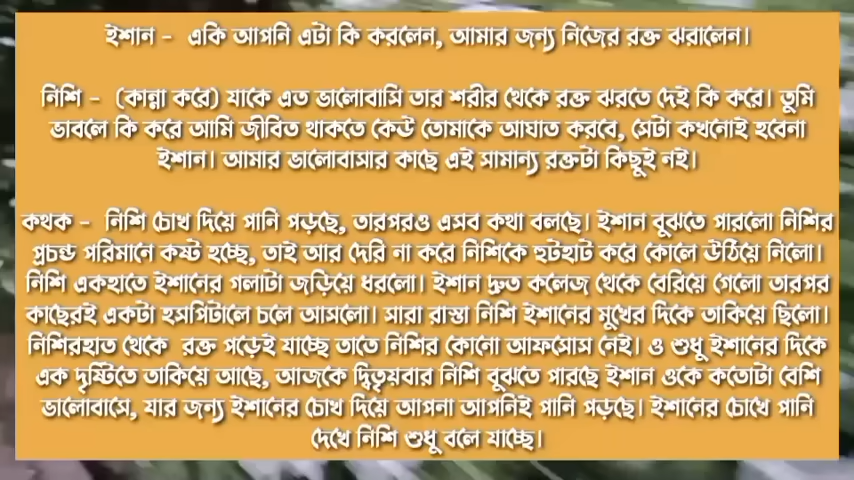 ইশান - একি আপনি এটা কি করলেন, আমার জন্য নিজের রক্ত ঝরালেন।
নিশি - (কান্না করে) যাকে এত ভালোবাসি তার শরীর থেকে রক্ত ঝরতে দেই কি করে। তুমি
ভাবলে কি করে আমি জীবিত থাকতে কেউ তোমাকে আঘাত করবে, সেটা কখনোই হবেনা
ইশান। আমার ভালোবাসার কাছে এই সামান্য রক্তটা কিছুই নই।
কথক - নিশি চোখ দিয়ে পানি পড়ছে, তারপরও এসব কথা বলছে। ইশান বুঝতে পারলো নিশির
প্রচন্ড পরিমানে কষ্ট হচ্ছে, তাই আর দেরি না করে নিশিকে হুটহাট করে কোলে উঠিয়ে নিলো।
নিশি একহাতে ইশানের গলাটা জড়িয়ে ধরলো। ইশান দ্রুত কলেজ থেকে বেরিয়ে গেলো তারপর
কাছেরই একটা হসপিটালে চলে আসলো। সারা রাস্তা নিশি ইশানের মুখের দিকে তাকিয়ে ছিলো।
নিশিরহাত থেকে রক্ত পড়েই যাচ্ছে তাতে নিশির কোনো আফসোস নেই। ও শুধু ইশানের দিকে
এক দৃষ্টিতে তাকিয়ে আছে, আজকে দ্বিতৃয়বার নিশি বুঝতে পারছে ইশান ওকে কতোটা বেশি
ভালোবাসে, যার জন্য ইশানের চোখ দিয়ে আপনা আপনিই পানি পড়ছে। ইশানের চোখে পানি
দেখে নিশি শুধু বলে যাচ্ছে।